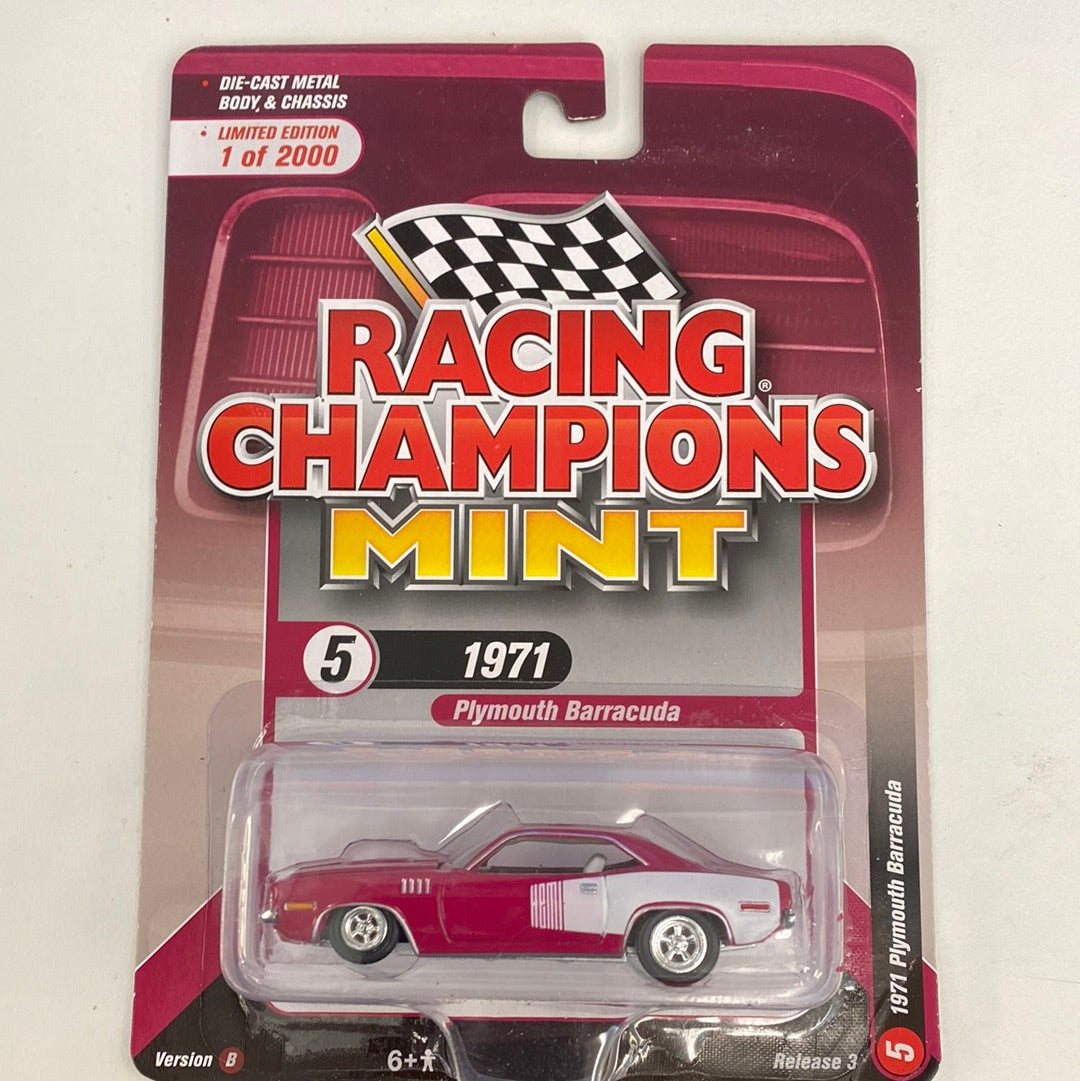 • DIE-CAST METAL
BODY & CHASSIS
• LIMITED EDITION
1 of 2000
RACING
CHAMPIONS®
MINT
5 1971
Plymouth Barracuda
HEMI
1971 Plymouth Barracuda
5
Version B
6+
Release 3